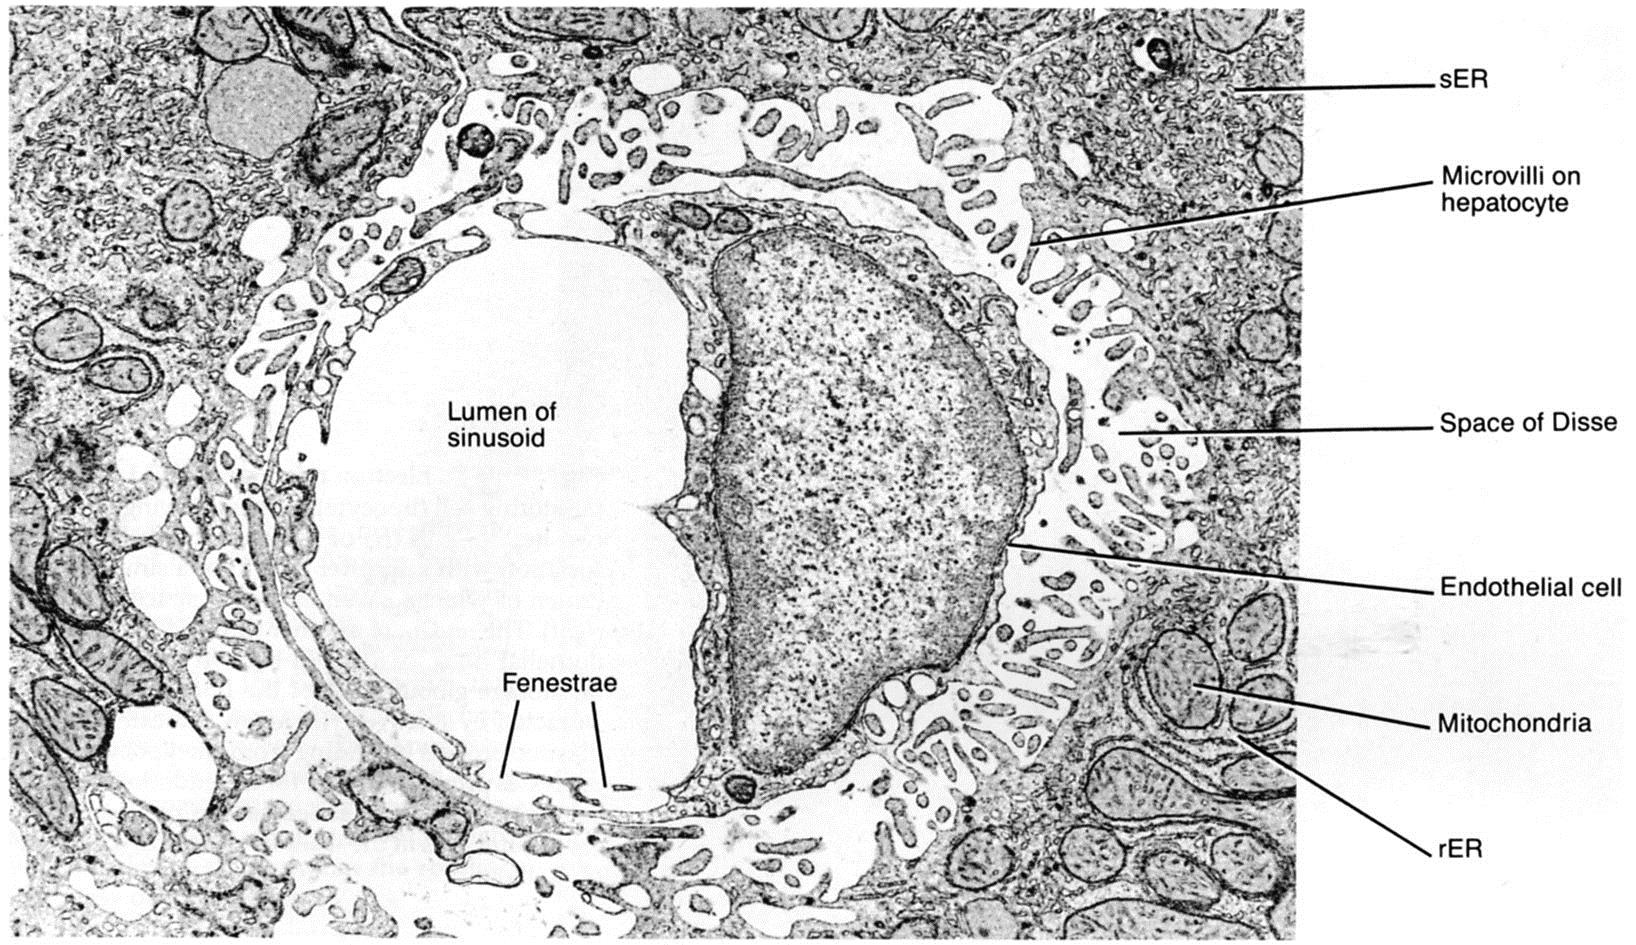 sER
Microvilli on
hepatocyte
Lumen of
sinusoid
Space of Disse
Endothelial cell
Fenestrae
Mitochondria
rER